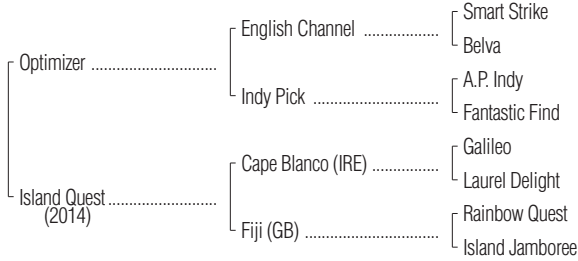 Smart Strike
English Channel ..................
Belva
Optimizer ..............................
A.P. Indy
Indy Pick ..............................
Fantastic Find
Galileo
Cape Blanco (IRE) ................
Laurel Delight
Island Quest ..........................
(2014)
Rainbow Quest
Fiji (GB) ................................
Island Jamboree